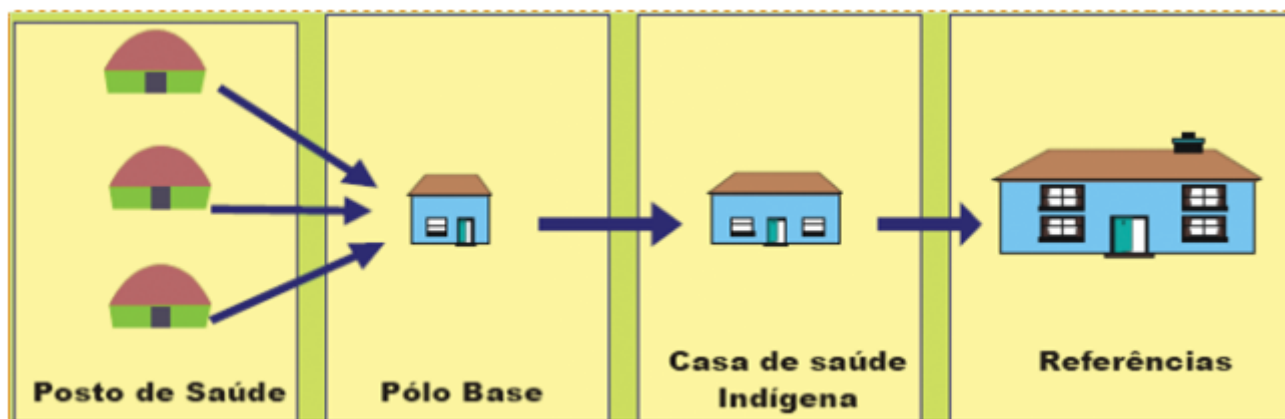 Posto de Saúde
Pólo Base
Casa de saúde
Indígena
Referências